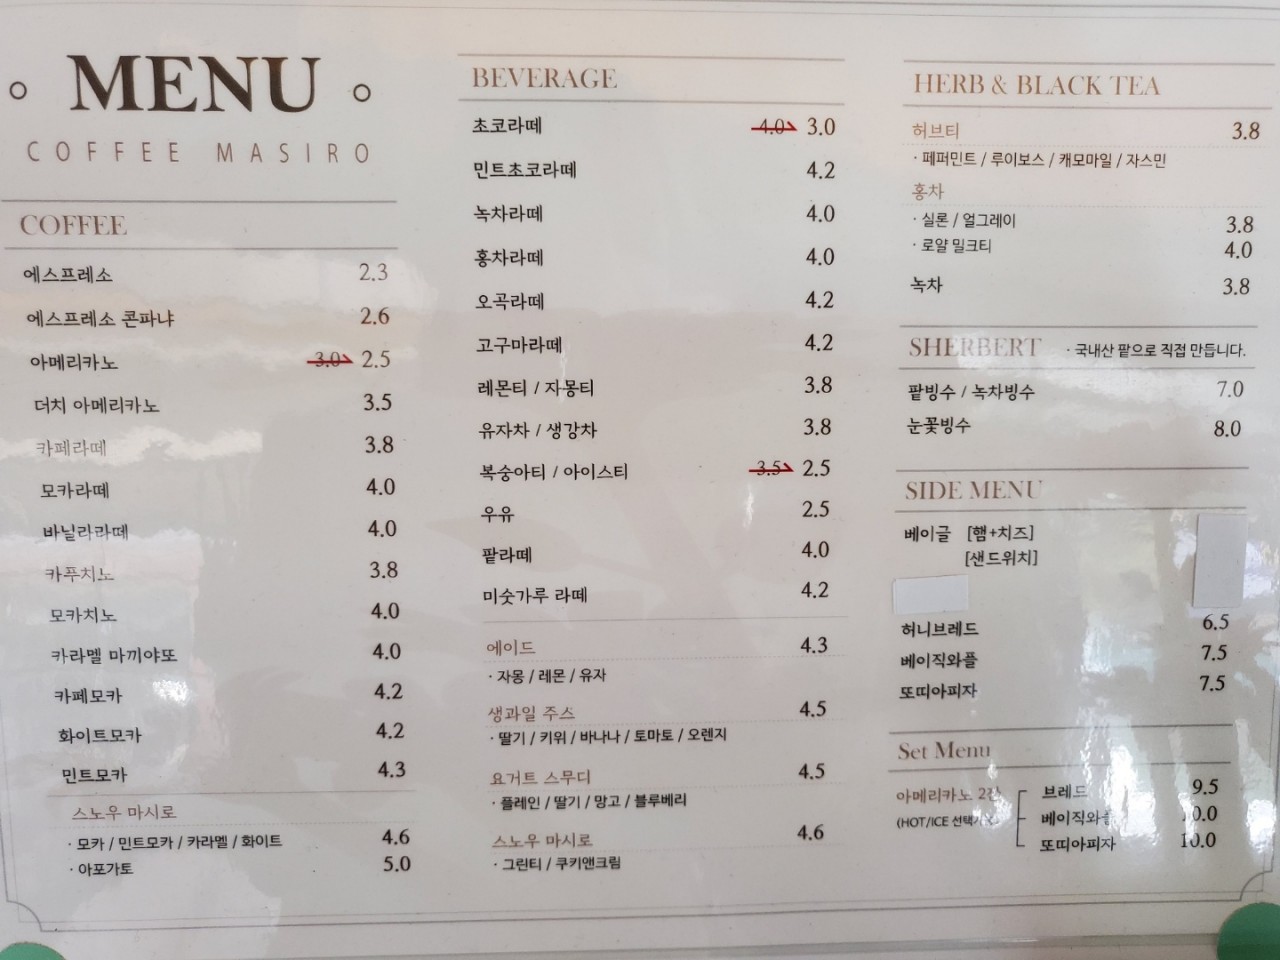 MENU
COFFEE MASIRO
COFFEE
에스프레소 2.3
에스프레소 콘파냐 2.6
아메리카노 3.0 2.5
더치 아메리카노 3.5
카페라떼 3.8
모카라떼 4.0
바닐라라떼 4.0
카푸치노 3.8
모카치노 4.0
카라멜 마끼야또 4.0
카페모카 4.2
화이트모카 4.2
민트모카 4.3
스노우 마시로
· 모카 / 민트모카 / 카라멜 / 화이트 4.6
· 아포가토 5.0
BEVERAGE
초코라떼 4.0 3.0
민트초코라떼 4.2
녹차라떼 4.0
홍차라떼 4.0
오곡라떼 4.2
고구마라떼 4.2
레몬티 / 자몽티 3.8
유자차 / 생강차 3.8
복숭아티 / 아이스티 3.5 2.5
우유 2.5
팥라떼 4.0
미숫가루 라떼 4.2
에이드 4.3
· 자몽 / 레몬 / 유자
생과일 주스 4.5
· 딸기 / 키위 / 바나나 / 토마토 / 오렌지
요거트 스무디 4.5
· 플레인 / 딸기 / 망고 / 블루베리
스노우 마시로 4.6
· 그린티 / 쿠키앤크림
HERB & BLACK TEA
허브티 3.8
· 페퍼민트 / 루이보스 / 캐모마일 / 자스민
홍차
· 실론 / 얼그레이 3.8
· 로얄 밀크티 4.0
녹차 3.8
SHERBERT · 국내산 팥으로 직접 만듭니다.
팥빙수 / 녹차빙수 7.0
눈꽃빙수 8.0
SIDE MENU
베이글 [햄+치즈]
[샌드위치]
허니브레드 6.5
베이직와플 7.5
또띠아피자 7.5
Set Menu
아메리카노 2잔 브레드 9.5
(HOT/ICE 선택가능) 베이직와플 10.0
또띠아피자 10.0